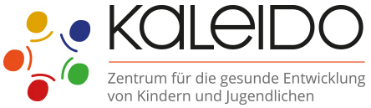 KALEIDO
Zentrum für die gesunde Entwicklung
von Kindern und Jugendlichen